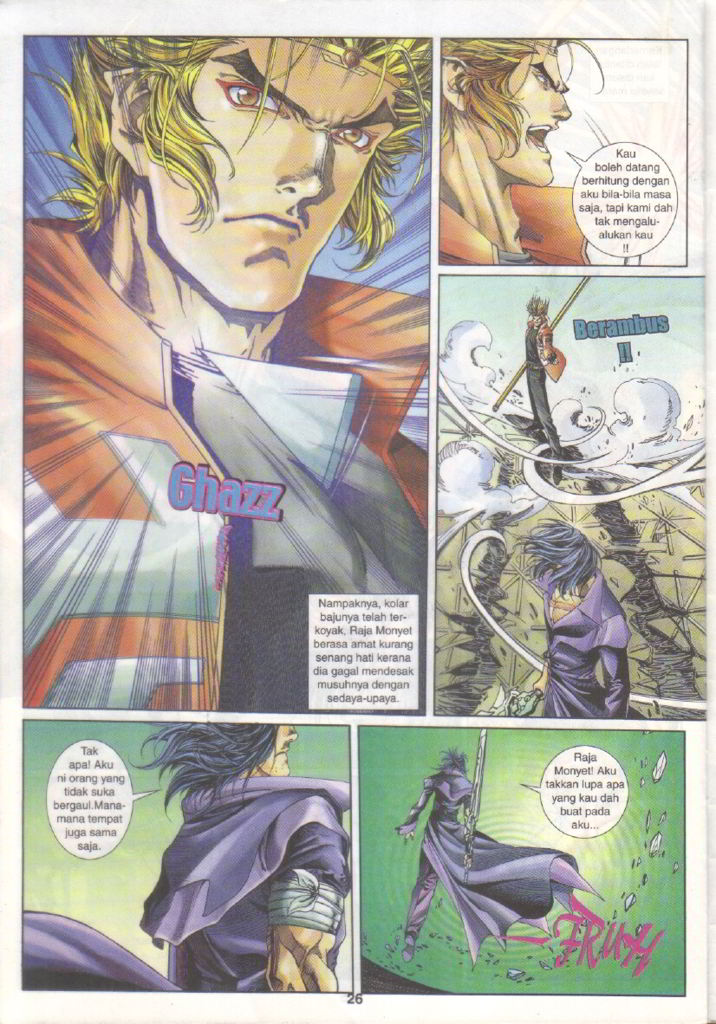 Ghazz
Nampaknya, kolar
bajunya telah ter-
koyak, Raja Monyet
berasa amat kurang
senang hati kerana
dia gagal mendesak
musuhnya dengan
sedaya-upaya.
Kau
boleh datang
berhitung dengan
aku bila-bila masa
saja, tapi kami dah
tak mengalu-
alukan kau
!!
Berambus
!!
Tak
apa! Aku
ni orang yang
tidak suka
bergaul.Mana-
mana tempat
juga sama
saja.
Raja
Monyet! Aku
takkan lupa apa
yang kau dah
buat pada
aku...
26